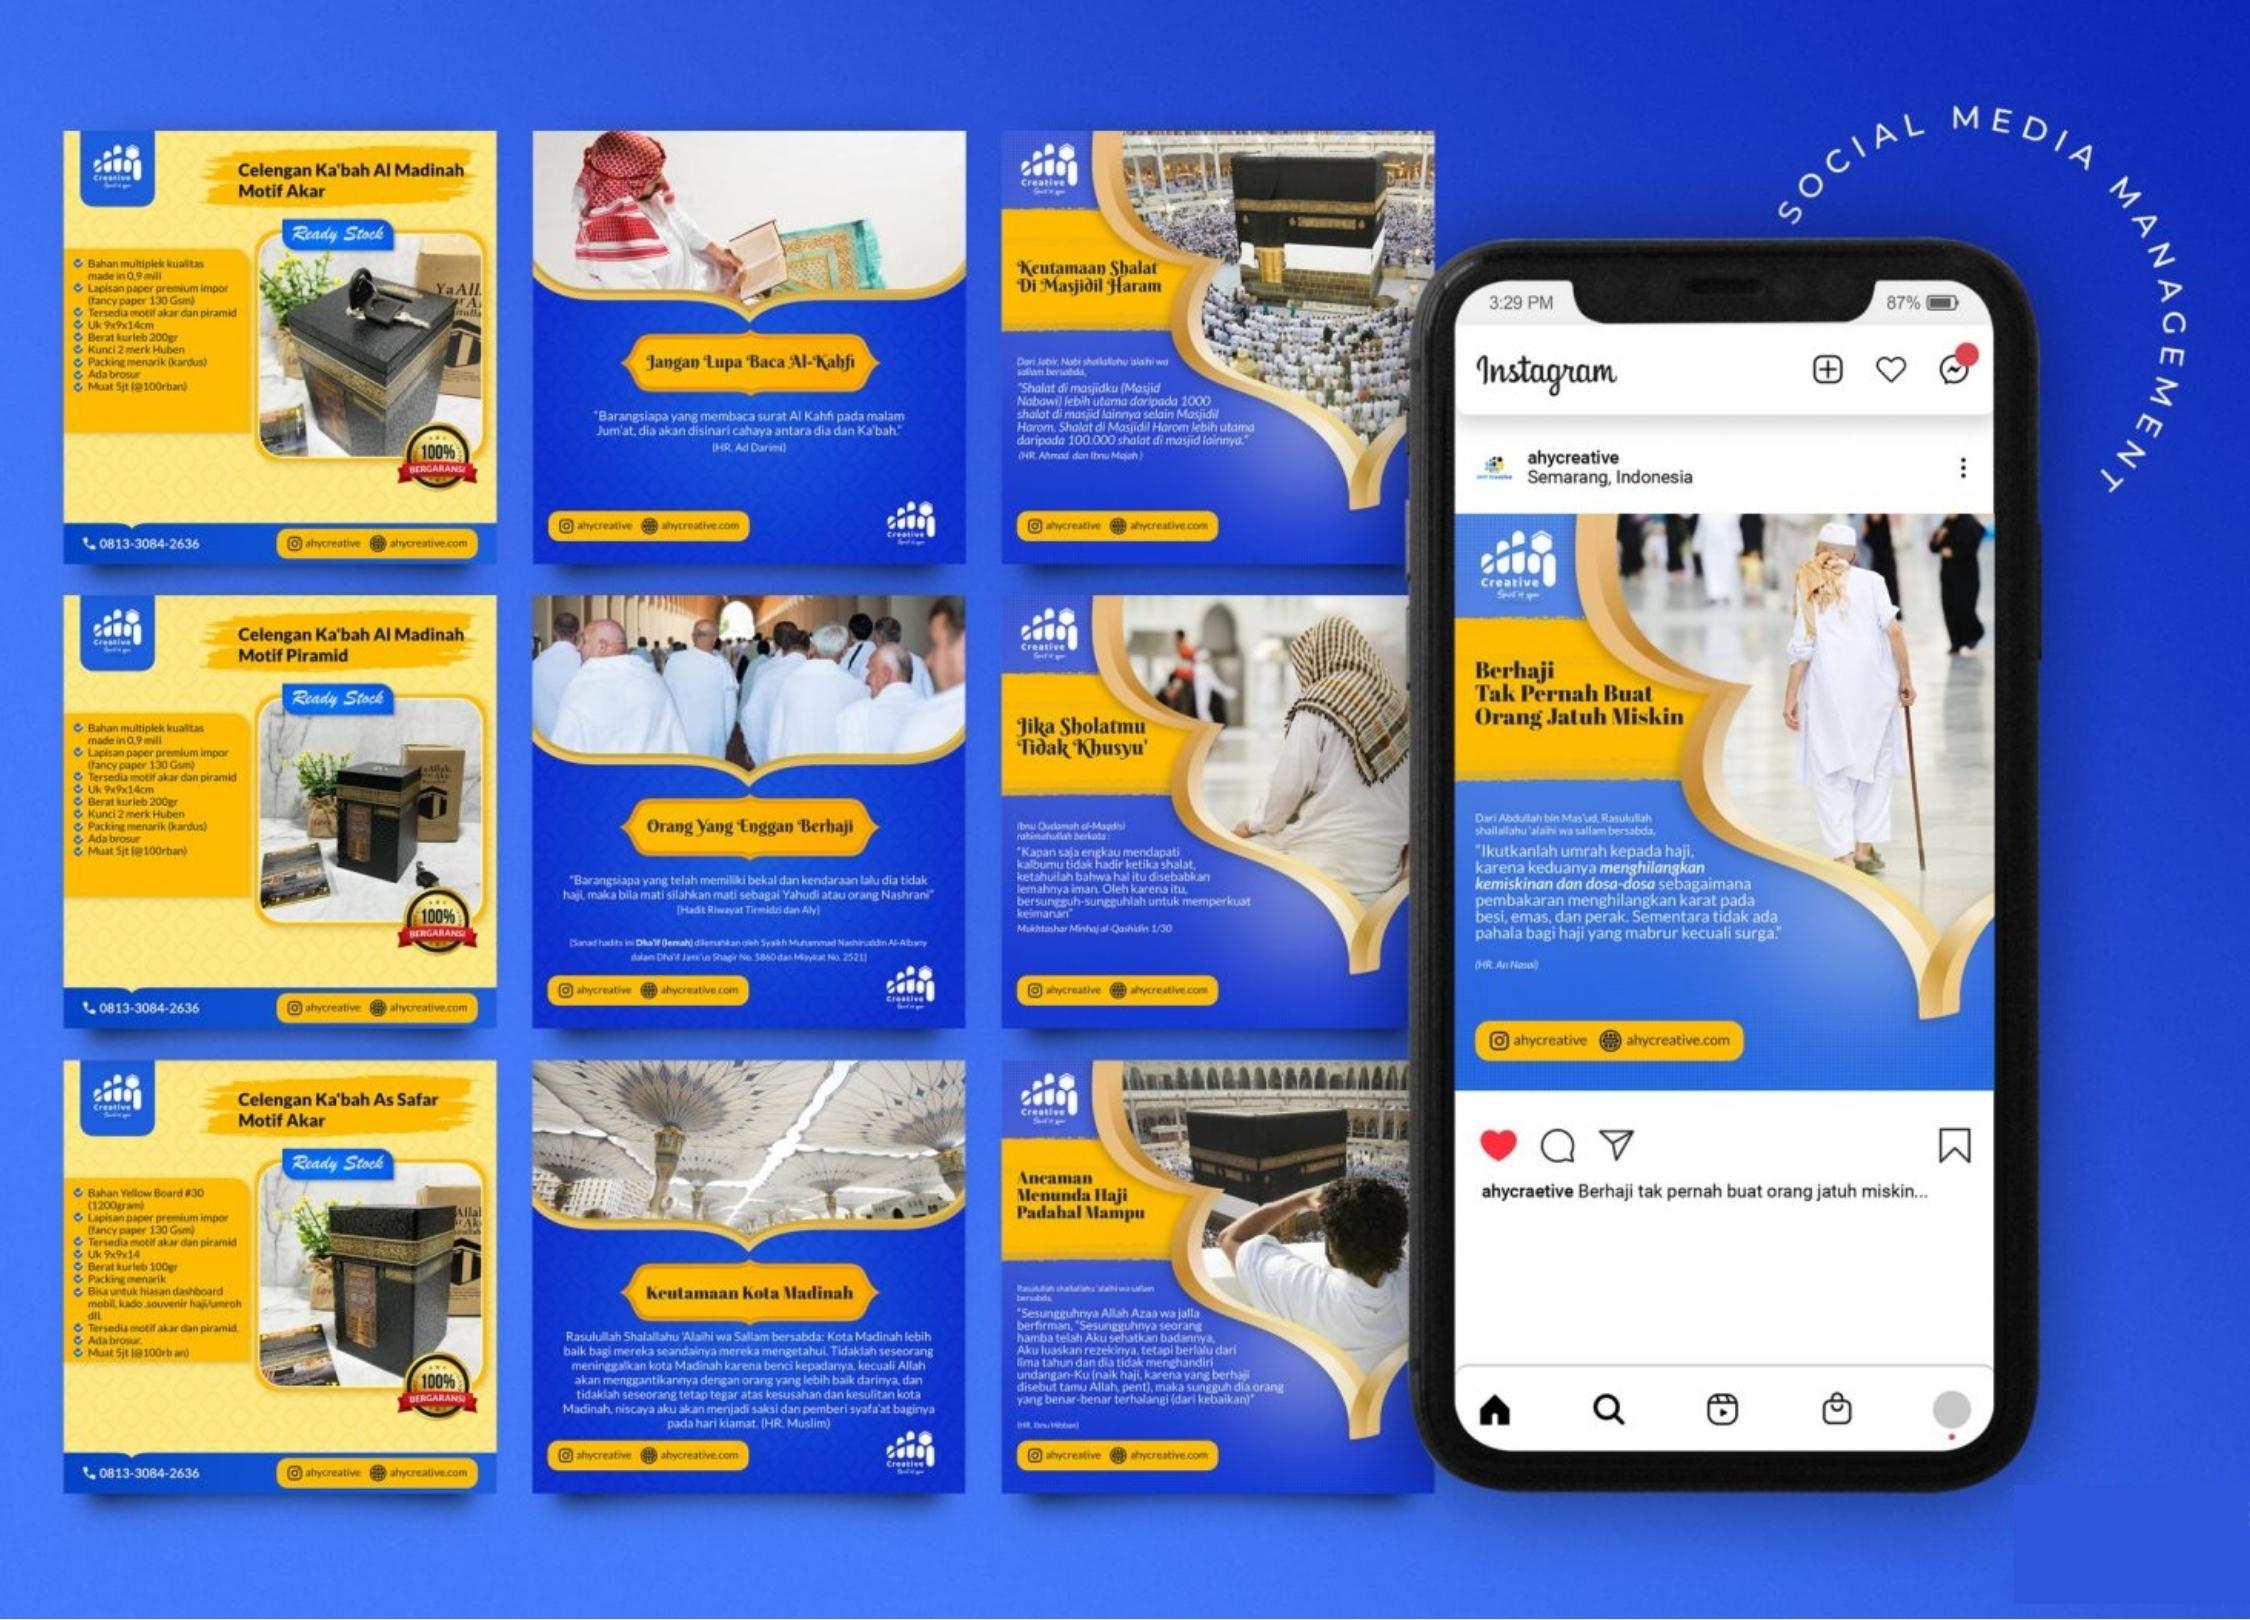 SOCIAL MEDIA MANAGEMENT
Creative
Celengan Ka'bah Al Madinah
Motif Akar
Ready Stock
Bahan multiplek kualitas
made in 0,9 mili
Lapisan paper premium impor
(fancy paper 130 Gsm)
Tersedia motif akar dan piramid
Uk 9x9x14cm
Berat kurleb 200gr
Kunci 2 merk Huben
Packing menarik (kardus)
Ada brosur
Muat 5jt (@100rban)
100%
BERGARANSI
0813-3084-2636
ahycreative ahycreative.com
Jangan Lupa Baca Al-Kahfi
"Barangsiapa yang membaca surat Al Kahfi pada malam
Jum'at, dia akan disinari cahaya antara dia dan Ka'bah."
(HR. Ad Darimi)
ahycreative ahycreative.com
Creative
Creative
Keutamaan Shalat
Di Masjidil Haram
Dari Jabir, Nabi shallallahu 'alaihi wa
sallam bersabda,
"Shalat di masjidku (Masjid
Nabawi) lebih utama daripada 1000
shalat di masjid lainnya selain Masjidil
Harom. Shalat di Masjidil Harom lebih utama
daripada 100.000 shalat di masjid lainnya."
(HR. Ahmad dan Ibnu Majah )
ahycreative ahycreative.com
Creative
Celengan Ka'bah Al Madinah
Motif Piramid
Ready Stock
Bahan multiplek kualitas
made in 0,9 mili
Lapisan paper premium impor
(fancy paper 130 Gsm)
Tersedia motif akar dan piramid
Uk 9x9x14cm
Berat kurleb 200gr
Kunci 2 merk Huben
Packing menarik (kardus)
Ada brosur
Muat 5jt (@100rban)
100%
BERGARANSI
0813-3084-2636
ahycreative ahycreative.com
Orang Yang Enggan Berhaji
"Barangsiapa yang telah memiliki bekal dan kendaraan lalu dia tidak
haji, maka bila mati silahkan mati sebagai Yahudi atau orang Nashrani"
(Hadit Riwayat Tirmidzi dan Aly)
[Sanad hadits ini Dha'if (lemah) dilemahkan oleh Syaikh Muhammad Nashiruddin Al-Albany
dalam Dha'if Jami'us Shagir No. 5860 dan Misykat No. 2521]
ahycreative ahycreative.com
Creative
Creative
Jika Sholatmu
Tidak Khusyu'
Ibnu Qudamah al-Maqdisi
rahimahullah berkata :
"Kapan saja engkau mendapati
kalbumu tidak hadir ketika shalat,
ketahuilah bahwa hal itu disebabkan
lemahnya iman. Oleh karena itu,
bersungguh-sungguhlah untuk memperkuat
keimanan"
Mukhtashar Minhaj al-Qashidin 1/30
ahycreative ahycreative.com
Creative
Celengan Ka'bah As Safar
Motif Akar
Ready Stock
Bahan Yellow Board #30
(1200gram)
Lapisan paper premium impor
(fancy paper 130 Gsm)
Tersedia motif akar dan piramid
Uk 9x9x14
Berat kurleb 100gr
Packing menarik
Bisa untuk hiasan dashboard
mobil, kado ,souvenir haji/umroh
dll.
Tersedia motif akar dan piramid.
Ada brosur.
Muat 5jt (@100rb an)
100%
BERGARANSI
0813-3084-2636
ahycreative ahycreative.com
Keutamaan Kota Madinah
Rasulullah Shalallahu 'Alaihi wa Sallam bersabda: Kota Madinah lebih
baik bagi mereka seandainya mereka mengetahui. Tidaklah seseorang
meninggalkan kota Madinah karena benci kepadanya, kecuali Allah
akan menggantikannya dengan orang yang lebih baik darinya, dan
tidaklah seseorang tetap tegar atas kesusahan dan kesulitan kota
Madinah, niscaya aku akan menjadi saksi dan pemberi syafa'at baginya
pada hari kiamat. (HR. Muslim)
ahycreative ahycreative.com
Creative
Creative
Ancaman
Menunda Haji
Padahal Mampu
Rasulullah shallallahu 'alaihi wa sallam
bersabda,
"Sesungguhnya Allah Azaa wa jalla
berfirman, "Sesungguhnya seorang
hamba telah Aku sehatkan badannya,
Aku luaskan rezekinya, tetapi berlalu dari
lima tahun dan dia tidak menghandiri
undangan-Ku (naik haji, karena yang berhaji
disebut tamu Allah, pent), maka sungguh dia orang
yang benar-benar terhalangi (dari kebaikan)"
(HR. Ibnu Hibban)
ahycreative ahycreative.com
3:29 PM 87%
Instagram
ahycreative
Semarang, Indonesia
Creative
Berhaji
Tak Pernah Buat
Orang Jatuh Miskin
Dari Abdullah bin Mas'ud, Rasulullah
shallallahu 'alaihi wa sallam bersabda,
"Ikutkanlah umrah kepada haji,
karena keduanya menghilangkan
kemiskinan dan dosa-dosa sebagaimana
pembakaran menghilangkan karat pada
besi, emas, dan perak. Sementara tidak ada
pahala bagi haji yang mabrur kecuali surga."
(HR. An Nasai)
ahycreative ahycreative.com
ahycraetive Berhaji tak pernah buat orang jatuh miskin...